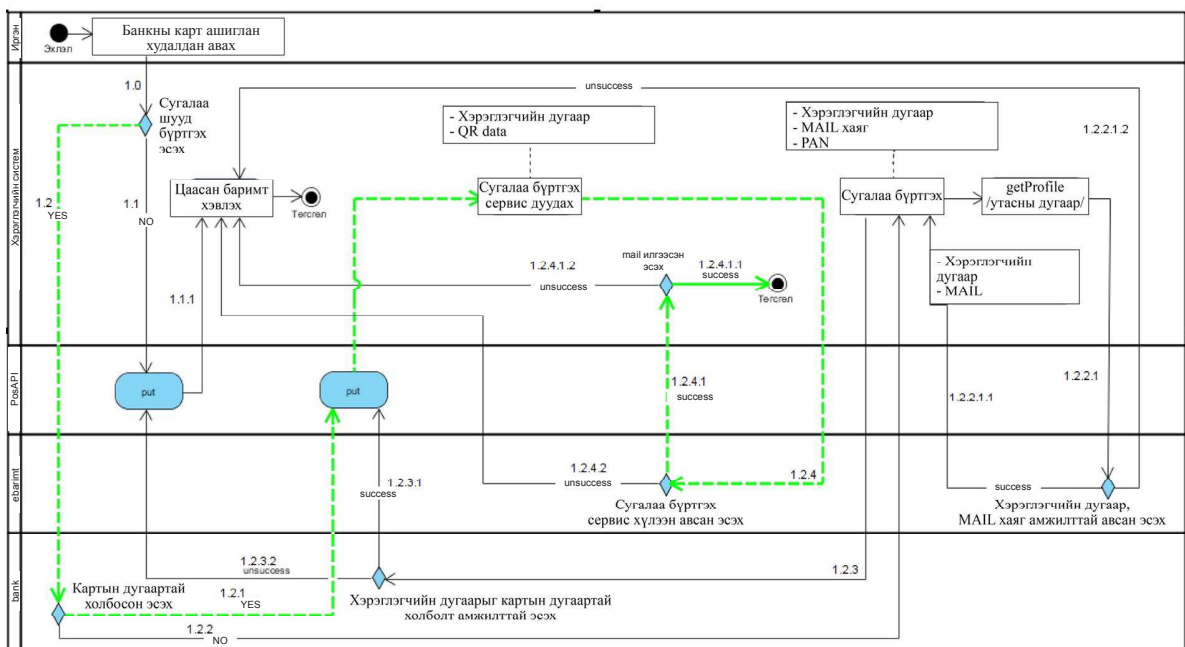 Иргэн
Эхлэл
Банкны карт ашиглан
худалдан авах
Хэрэглэгчийн систем
1.0
Сугалаа
шууд
бүртгэх
эсэх
unsuccess
- Хэрэглэгчийн дугаар
- QR data
- Хэрэглэгчийн дугаар
- MAIL хаяг
- PAN
1.2.2.1.2
1.2
YES
1.1
NO
Цаасан баримт
хэвлэх
Төгсгөл
Сугалаа бүртгэх
сервис дуудах
Сугалаа бүртгэх
getProfile
/утасны дугаар/
1.1.1
1.2.4.1.2
unsuccess
mail илгээсэн
эсэх
1.2.4.1.1
success
Төгсгөл
- Хэрэглэгчийн
дугаар
- MAIL
PosAPI
put
put
1.2.4.1
success
1.2.2.1
1.2.2.1.1
ebarimt
1.2.3.1
success
1.2.4.2
unsuccess
1.2.4
Сугалаа бүртгэх
сервис хүлээн авсан эсэх
success
Хэрэглэгчийн дугаар,
MAIL хаяг амжилттай авсан эсэх
bank
1.2.3.2
unsuccess
1.2.3
Картын дугаартай
холбосон эсэх
1.2.1
YES
Хэрэглэгчийн дугаарыг картын дугаартай
холболт амжилттай эсэх
1.2.2
NO